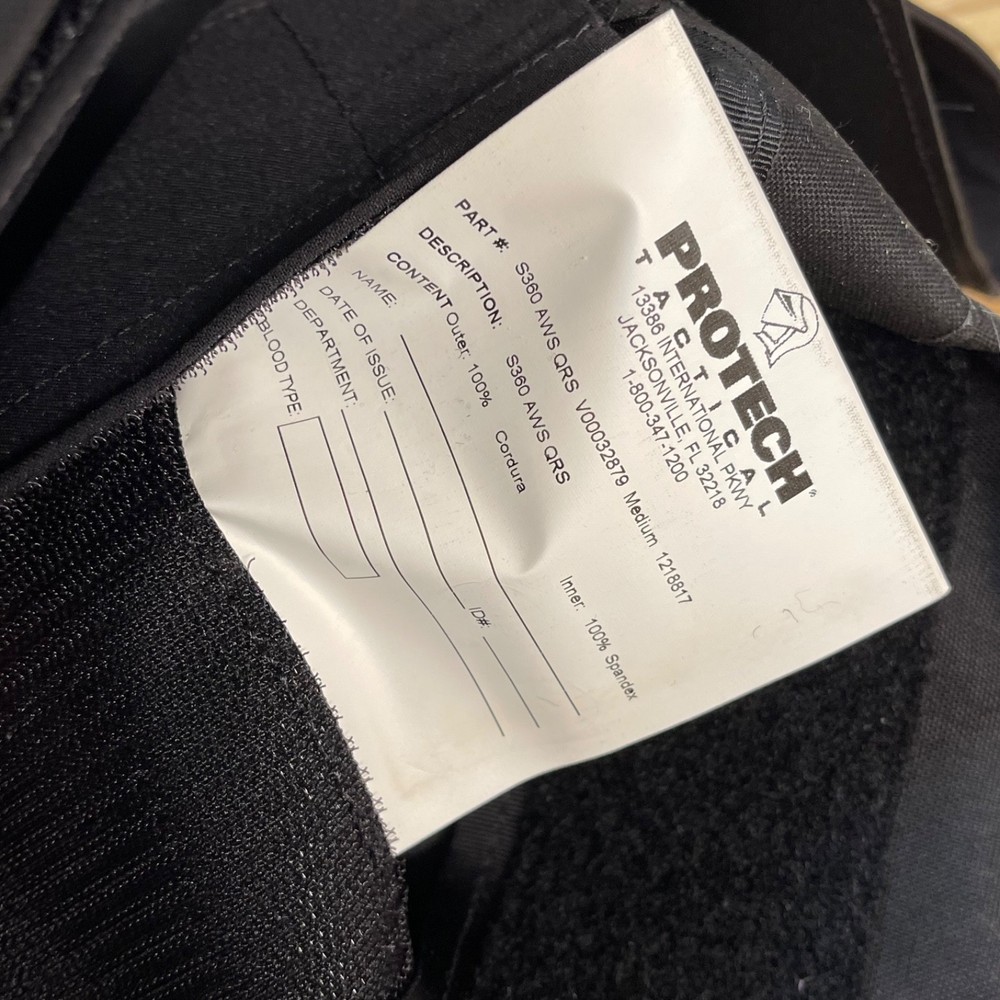 PROTECH®
TACTICAL
13386 INTERNATIONAL PKWY
JACKSONVILLE, FL 32218
1-800-347-1200
PART #: S360 AWS QRS V00032879 Medium 1218817
DESCRIPTION: S360 AWS QRS
CONTENT Outer: 100% Cordura Inner: 100% Spandex
NAME:
DATE OF ISSUE: ID#
DEPARTMENT:
BLOOD TYPE: